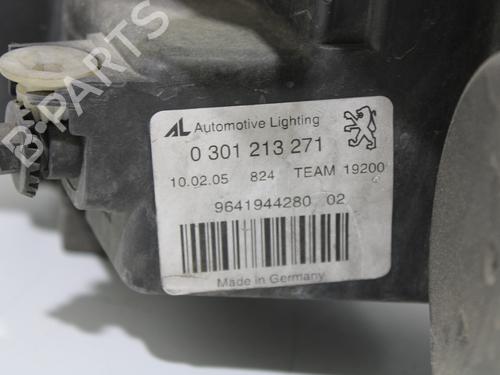 AL Automotive Lighting
0 301 213 271
10.02.05 824 TEAM 19200
9641944280 02
Made in Germany
B-PARTS